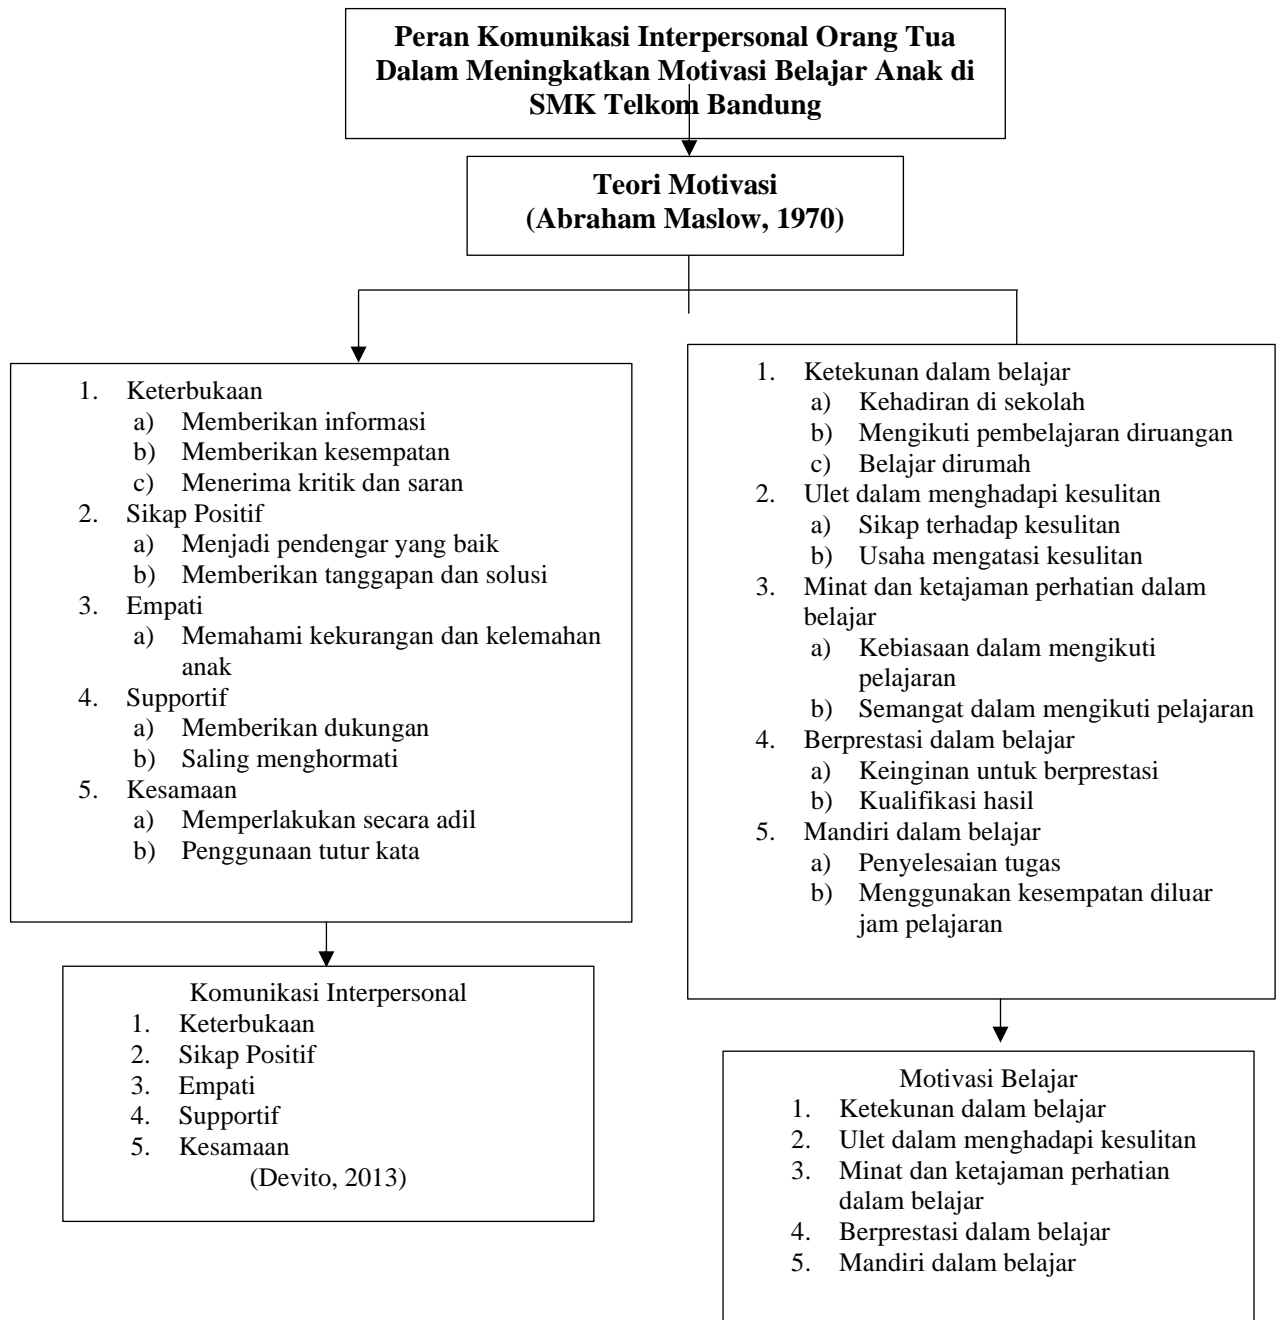 Peran Komunikasi Interpersonal Orang Tua
Dalam Meningkatkan Motivasi Belajar Anak di
SMK Telkom Bandung
Teori Motivasi
(Abraham Maslow, 1970)
1. Keterbukaan
a) Memberikan informasi
b) Memberikan kesempatan
c) Menerima kritik dan saran
2. Sikap Positif
a) Menjadi pendengar yang baik
b) Memberikan tanggapan dan solusi
3. Empati
a) Memahami kekurangan dan kelemahan
anak
4. Supportif
a) Memberikan dukungan
b) Saling menghormati
5. Kesamaan
a) Memperlakukan secara adil
b) Penggunaan tutur kata
1. Ketekunan dalam belajar
a) Kehadiran di sekolah
b) Mengikuti pembelajaran diruangan
c) Belajar dirumah
2. Ulet dalam menghadapi kesulitan
a) Sikap terhadap kesulitan
b) Usaha mengatasi kesulitan
3. Minat dan ketajaman perhatian dalam
belajar
a) Kebiasaan dalam mengikuti
pelajaran
b) Semangat dalam mengikuti pelajaran
4. Berprestasi dalam belajar
a) Keinginan untuk berprestasi
b) Kualifikasi hasil
5. Mandiri dalam belajar
a) Penyelesaian tugas
b) Menggunakan kesempatan diluar
jam pelajaran
Komunikasi Interpersonal
1. Keterbukaan
2. Sikap Positif
3. Empati
4. Supportif
5. Kesamaan
(Devito, 2013)
Motivasi Belajar
1. Ketekunan dalam belajar
2. Ulet dalam menghadapi kesulitan
3. Minat dan ketajaman perhatian
dalam belajar
4. Berprestasi dalam belajar
5. Mandiri dalam belajar